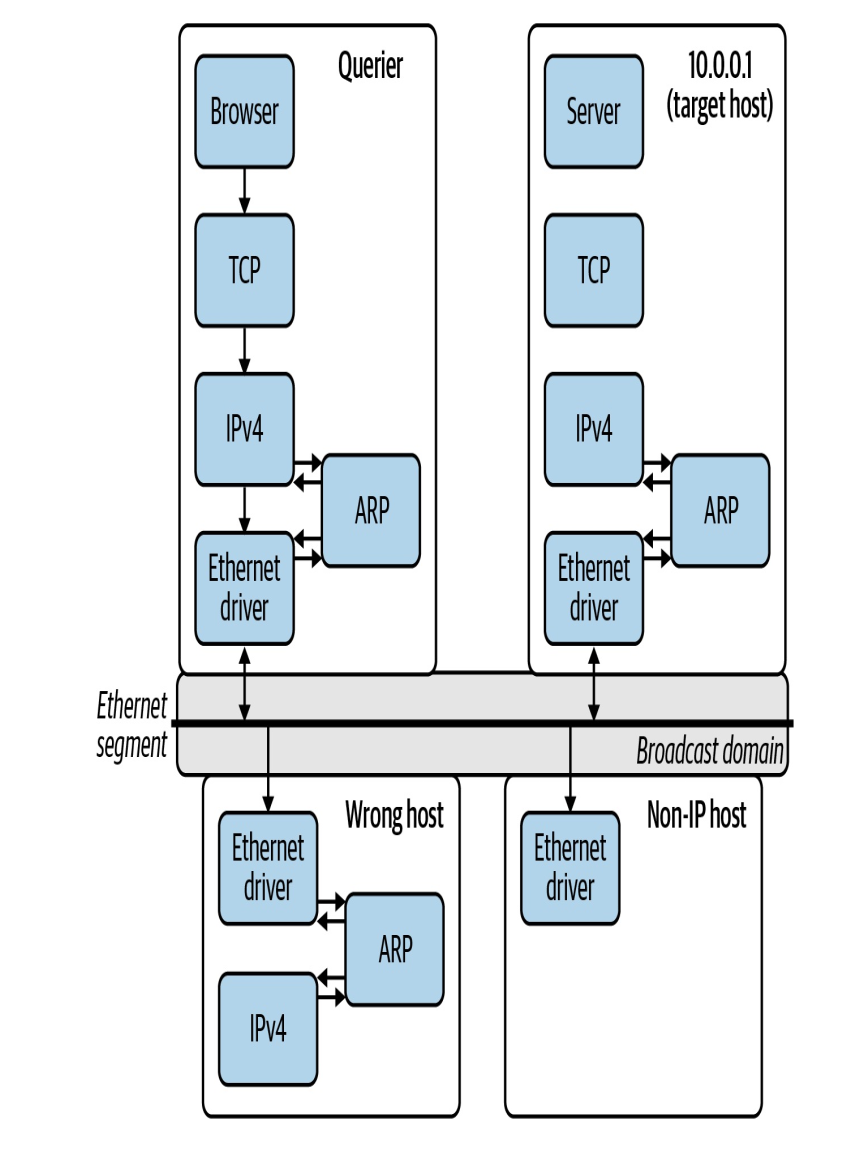 Querier
Browser
TCP
IPv4
ARP
Ethernet
driver
10.0.0.1
(target host)
Server
TCP
IPv4
ARP
Ethernet
driver
Ethernet
segment
Broadcast domain
Wrong host
Ethernet
driver
ARP
IPv4
Non-IP host
Ethernet
driver